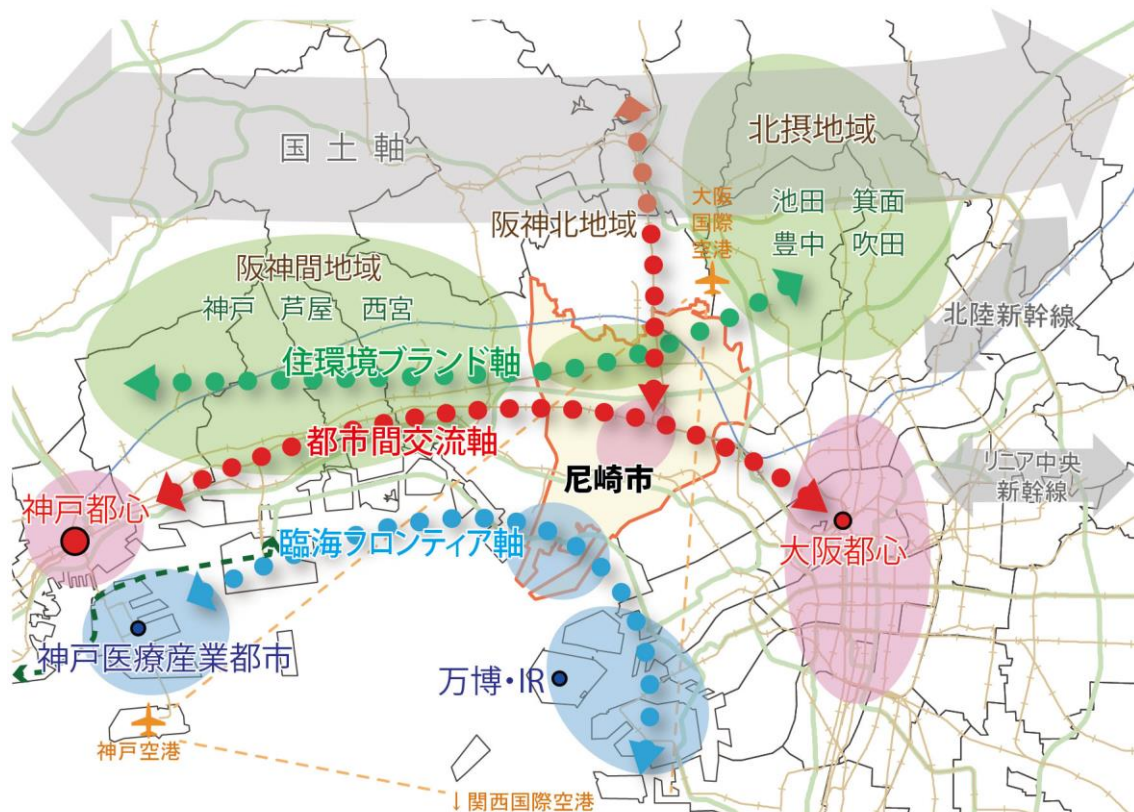 国土軸
北摂地域
大阪
国際
空港
池田 箕面
豊中 吹田
阪神北地域
阪神間地域
神戸 芦屋 西宮
北陸新幹線
住環境ブランド軸
都市間交流軸
尼崎市
リニア中央
新幹線
神戸都心
臨海フロンティア軸
大阪都心
神戸医療産業都市
万博・IR
神戸空港
↓関西国際空港